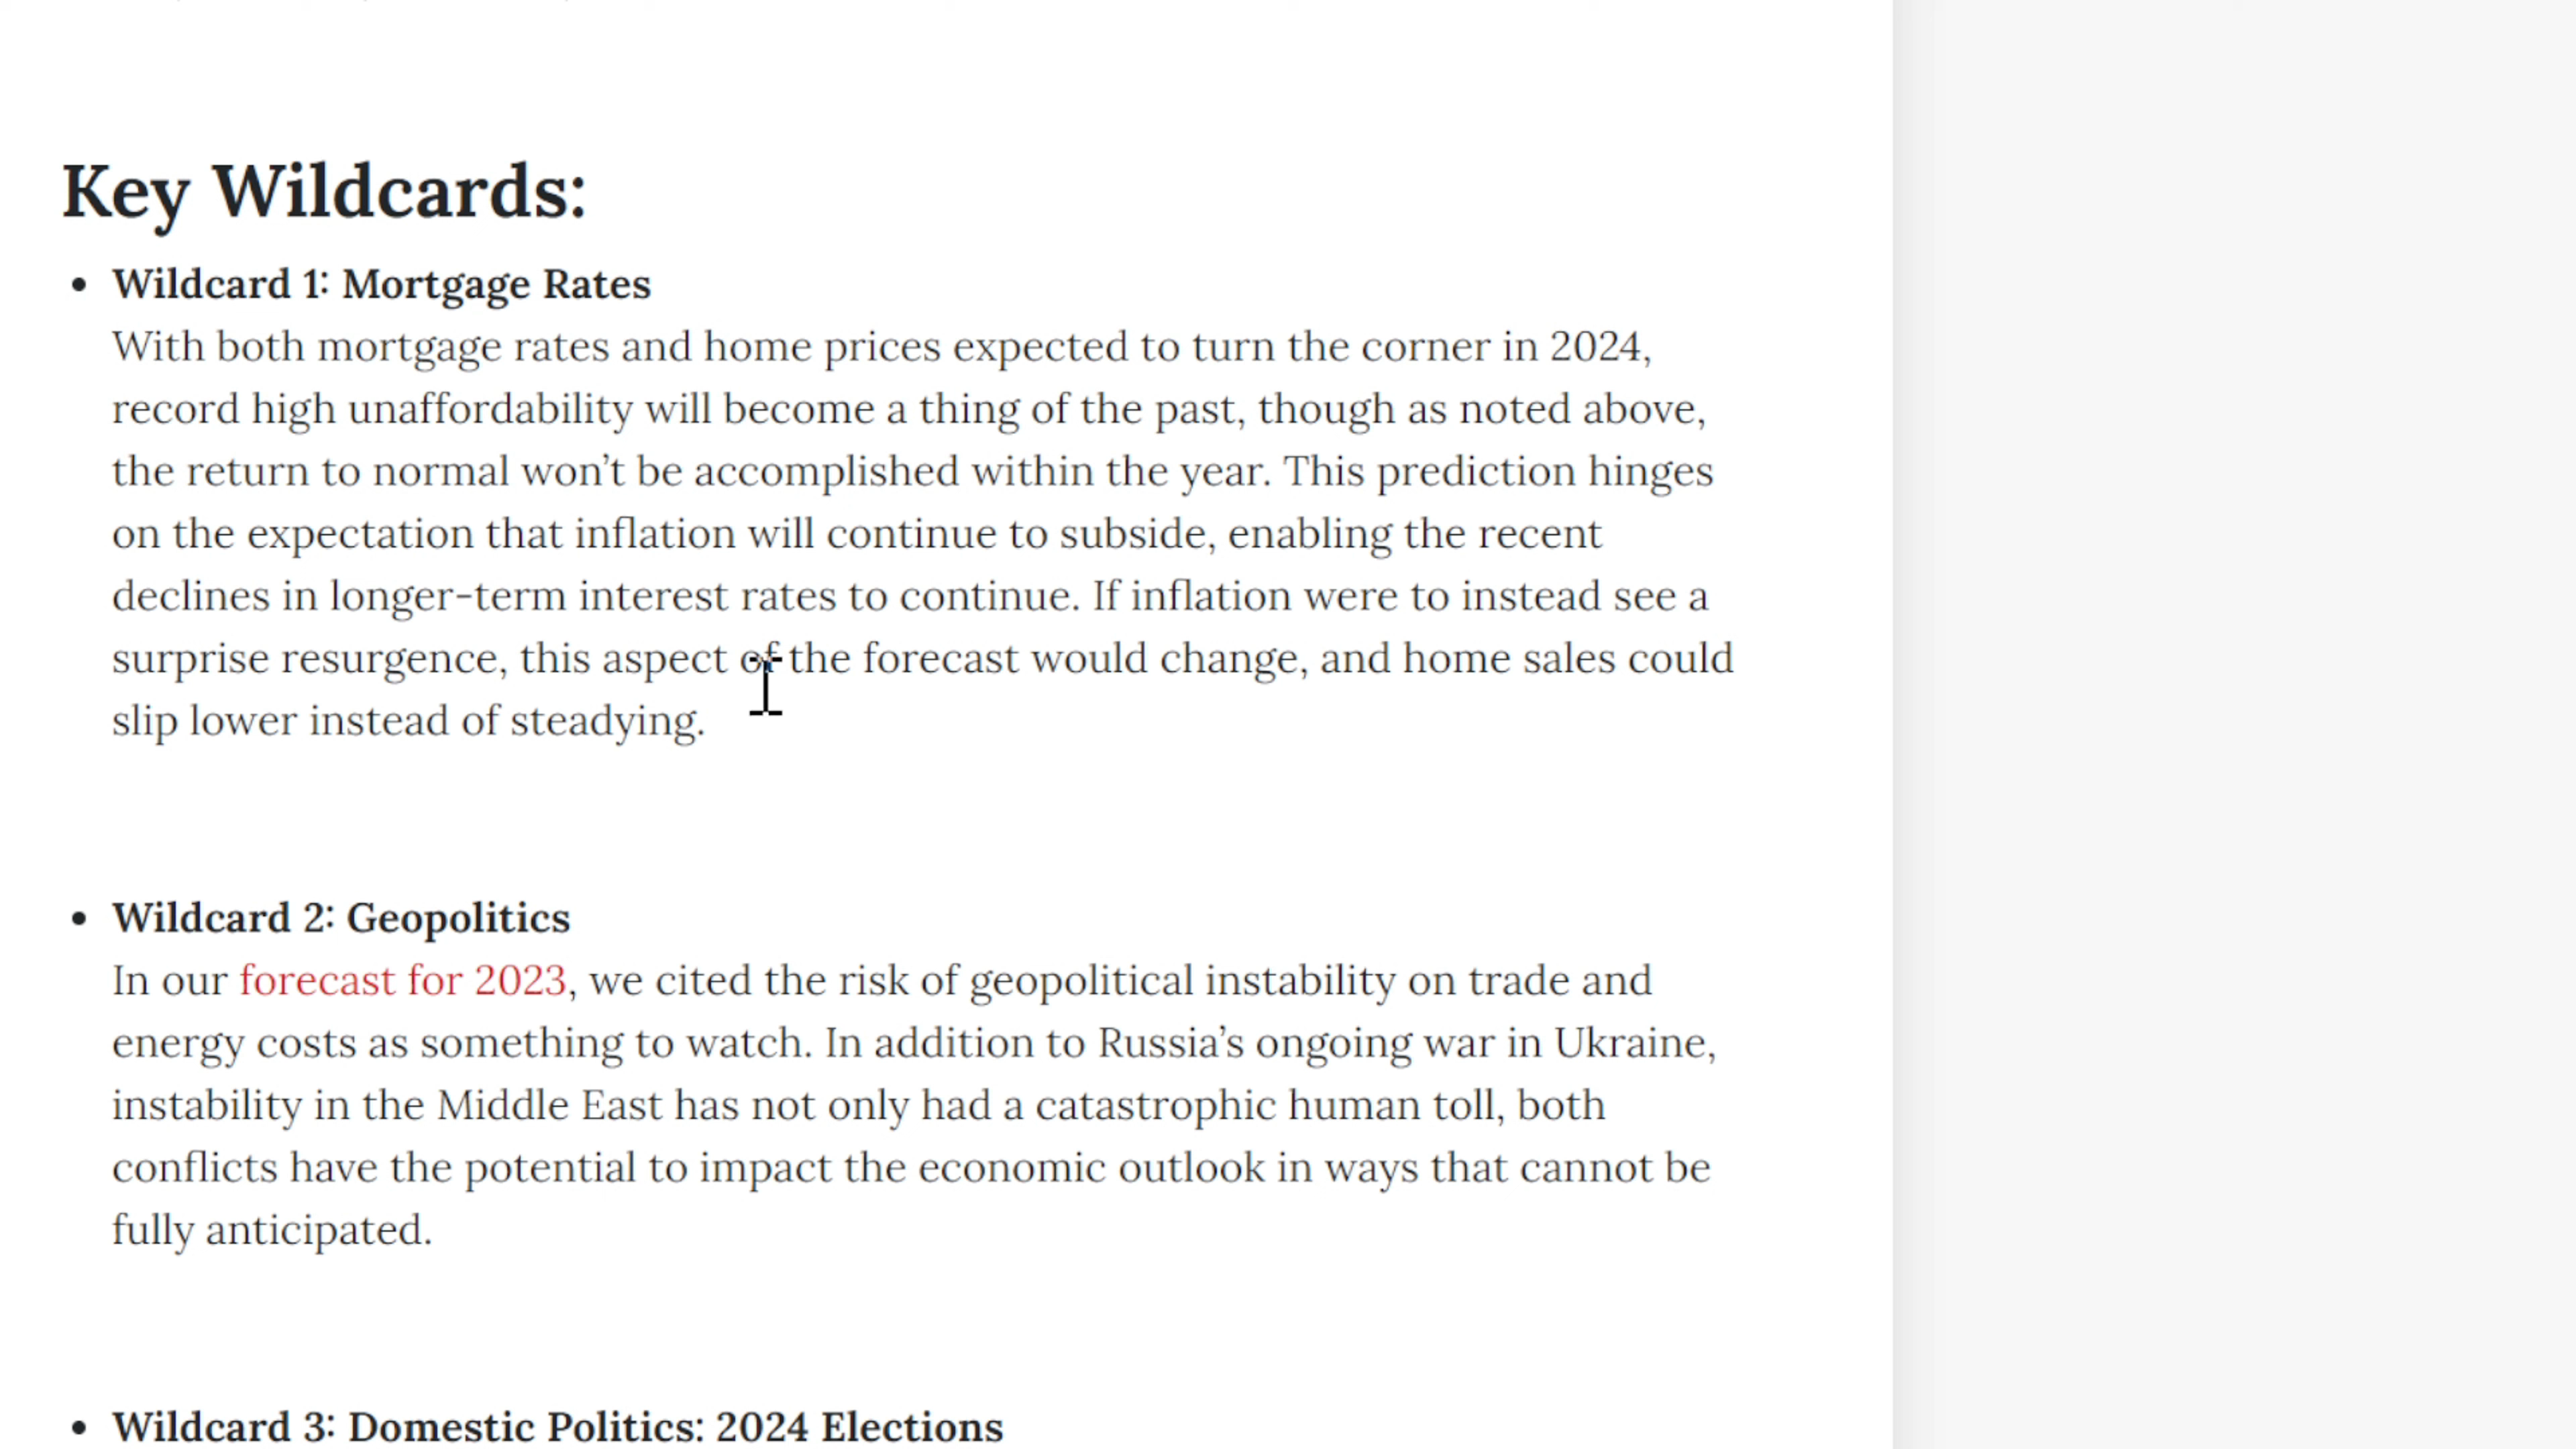 Key Wildcards:
• Wildcard 1: Mortgage Rates
With both mortgage rates and home prices expected to turn the corner in 2024,
record high unaffordability will become a thing of the past, though as noted above,
the return to normal won’t be accomplished within the year. This prediction hinges
on the expectation that inflation will continue to subside, enabling the recent
declines in longer-term interest rates to continue. If inflation were to instead see a
surprise resurgence, this aspect of the forecast would change, and home sales could
slip lower instead of steadying.
• Wildcard 2: Geopolitics
In our forecast for 2023, we cited the risk of geopolitical instability on trade and
energy costs as something to watch. In addition to Russia’s ongoing war in Ukraine,
instability in the Middle East has not only had a catastrophic human toll, both
conflicts have the potential to impact the economic outlook in ways that cannot be
fully anticipated.
• Wildcard 3: Domestic Politics: 2024 Elections